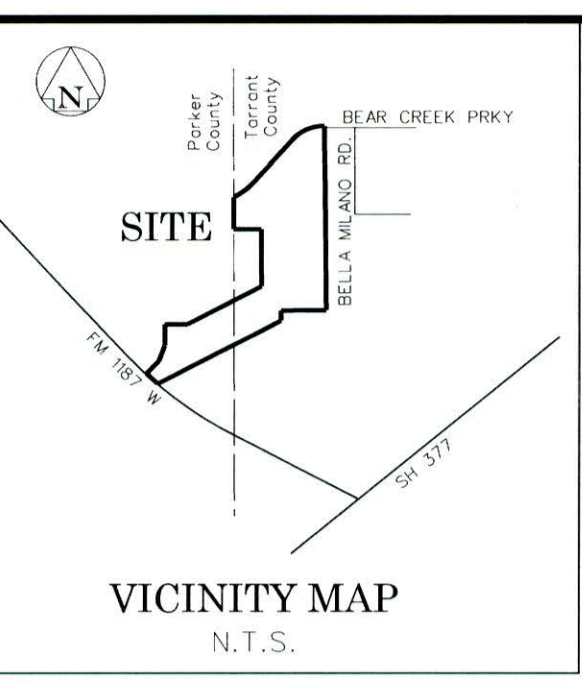 N
Parker
County
Tarrant
County
BEAR CREEK PRKY
BELLA MILANO RD.
SITE
FM 1187 W
SH 377
VICINITY MAP
N.T.S.